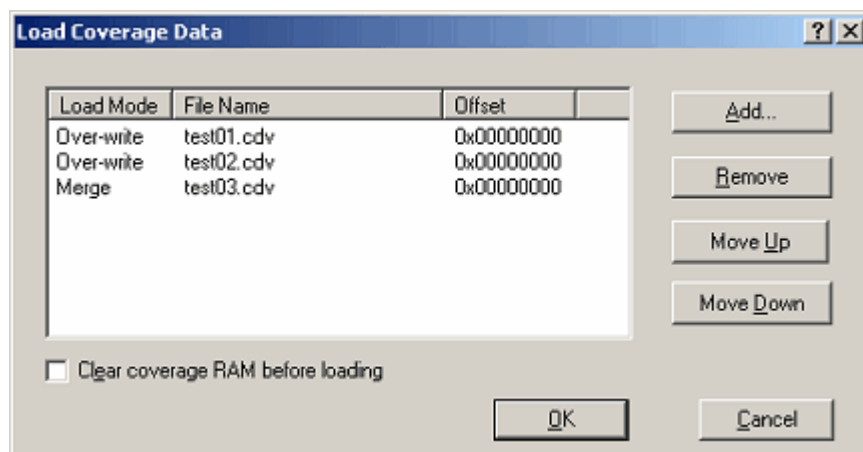 Load Coverage Data
Load Mode File Name Offset
Add...
Over-write test01.cdv 0x00000000
Over-write test02.cdv 0x00000000
Merge test03.cdv 0x00000000
Remove
Move Up
Move Down
Clear coverage RAM before loading
OK Cancel